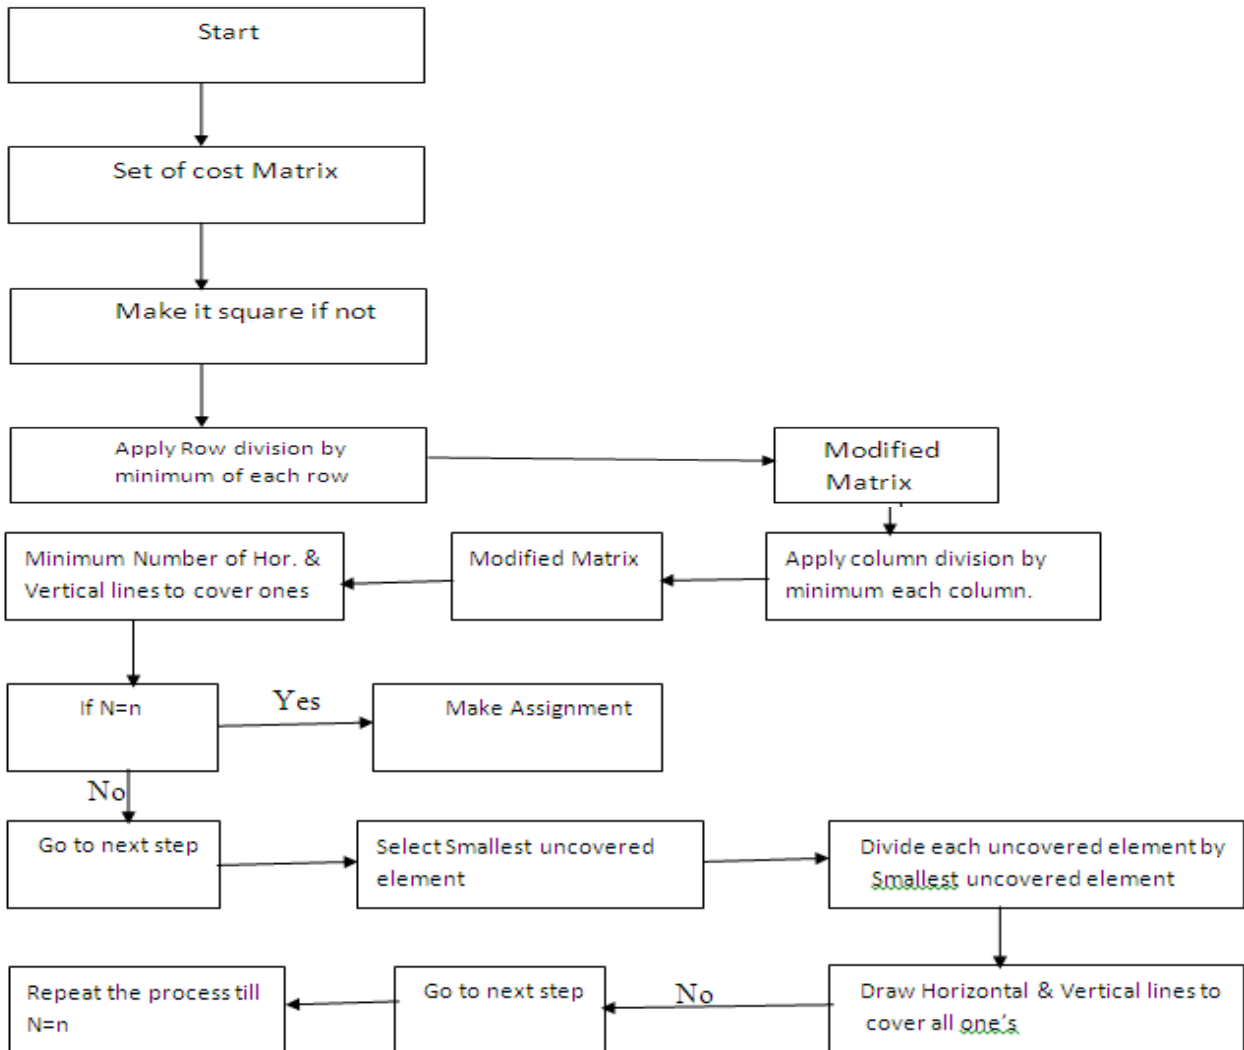 Start
Set of cost Matrix
Make it square if not
Apply Row division by
minimum of each row
Modified
Matrix
Apply column division by
minimum each column.
Modified Matrix
Minimum Number of Hor. &
Vertical lines to cover ones
If N=n
Yes
Make Assignment
No
Go to next step
Select Smallest uncovered
element
Divide each uncovered element by
Smallest uncovered element
Draw Horizontal & Vertical lines to
cover all one's
No
Go to next step
Repeat the process till
N=n